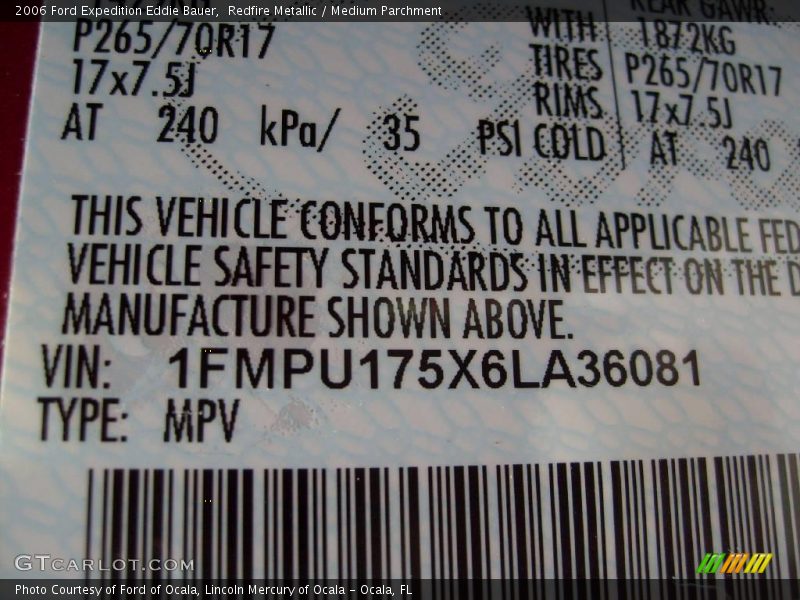 2006 Ford Expedition Eddie Bauer,  Redfire Metallic / Medium Parchment
REAR GAWR:
WITH 1872KG
P265/70R17 TIRES P265/70R17
17x7.5J RIMS 17x7.5J
AT 240 kPa/ 35 PSI COLD AT 240
THIS VEHICLE CONFORMS TO ALL APPLICABLE FED
VEHICLE SAFETY STANDARDS IN EFFECT ON THE D
MANUFACTURE SHOWN ABOVE.
VIN: 1FMPU175X6LA36081
TYPE: MPV
GTCARLOT.COM
Photo Courtesy of Ford of Ocala, Lincoln Mercury of Ocala - Ocala, FL